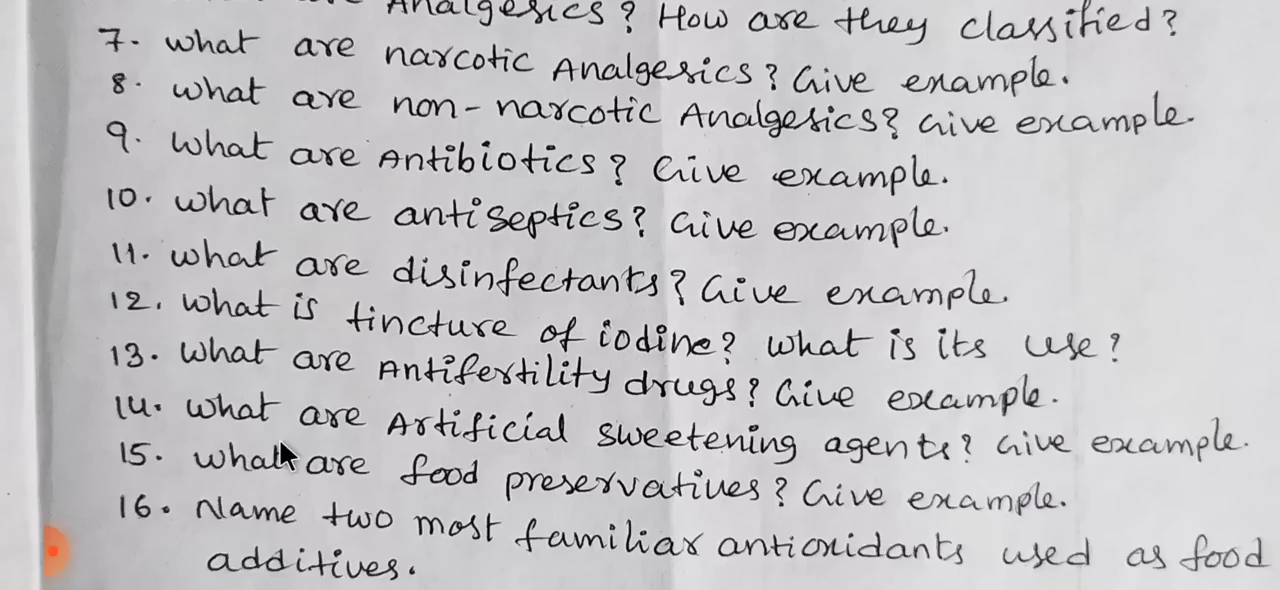 Analgesics? How are they classified?
7. what are narcotic Analgesics? Give example.
8. what are non-narcotic Analgesics? Give example.
9. What are Antibiotics? Give example.
10. what are antiseptics? Give example.
11. what are disinfectants? Give example.
12. what is tincture of iodine? what is its use?
13. what are Antifertility drugs? Give example.
14. what are Artificial sweetening agents? Give example.
15. what are food preservatives? Give example.
16. Name two most familiar antioxidants used as food
additives.